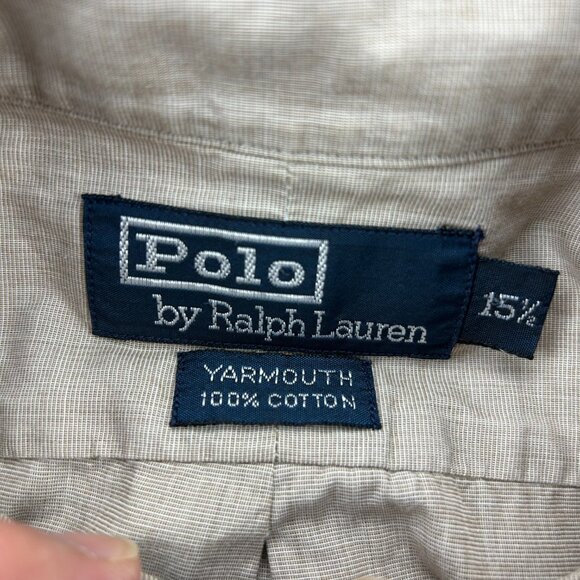 Polo
by Ralph Lauren
15½
YARMOUTH
100% COTTON